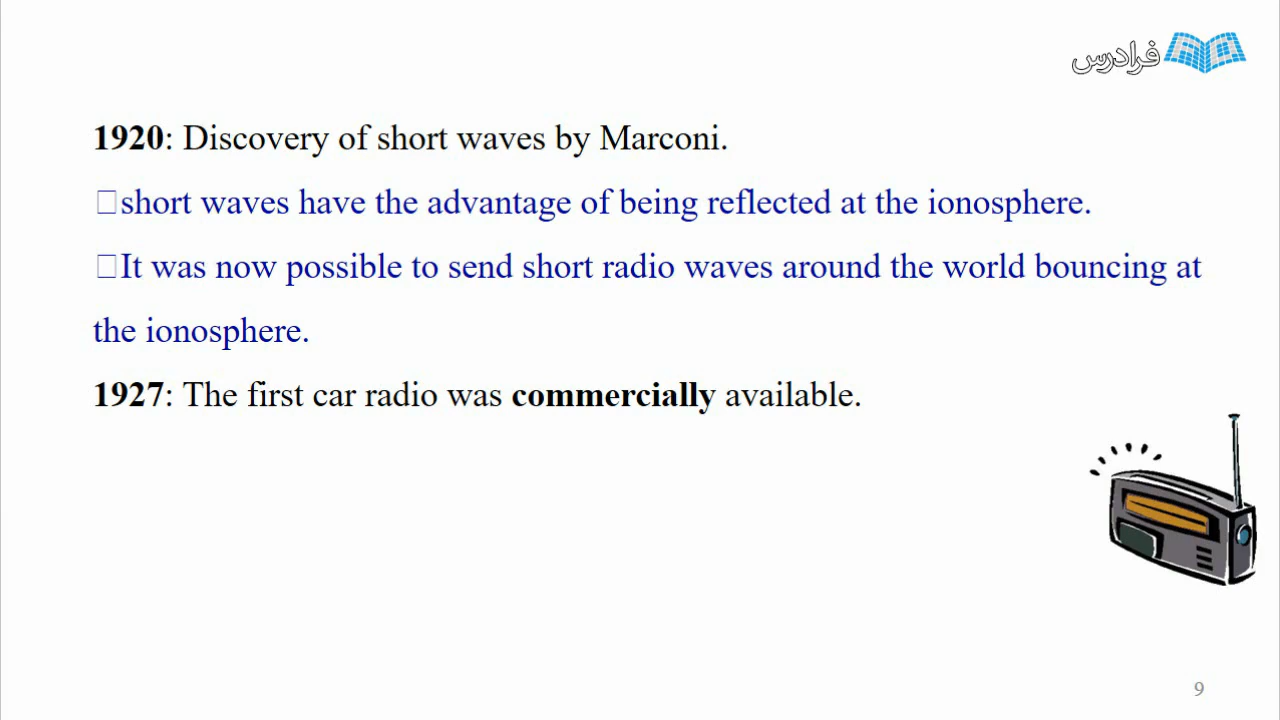 فرادرس
1920: Discovery of short waves by Marconi.
□short waves have the advantage of being reflected at the ionosphere.
□It was now possible to send short radio waves around the world bouncing at
the ionosphere.
1927: The first car radio was commercially available.
9